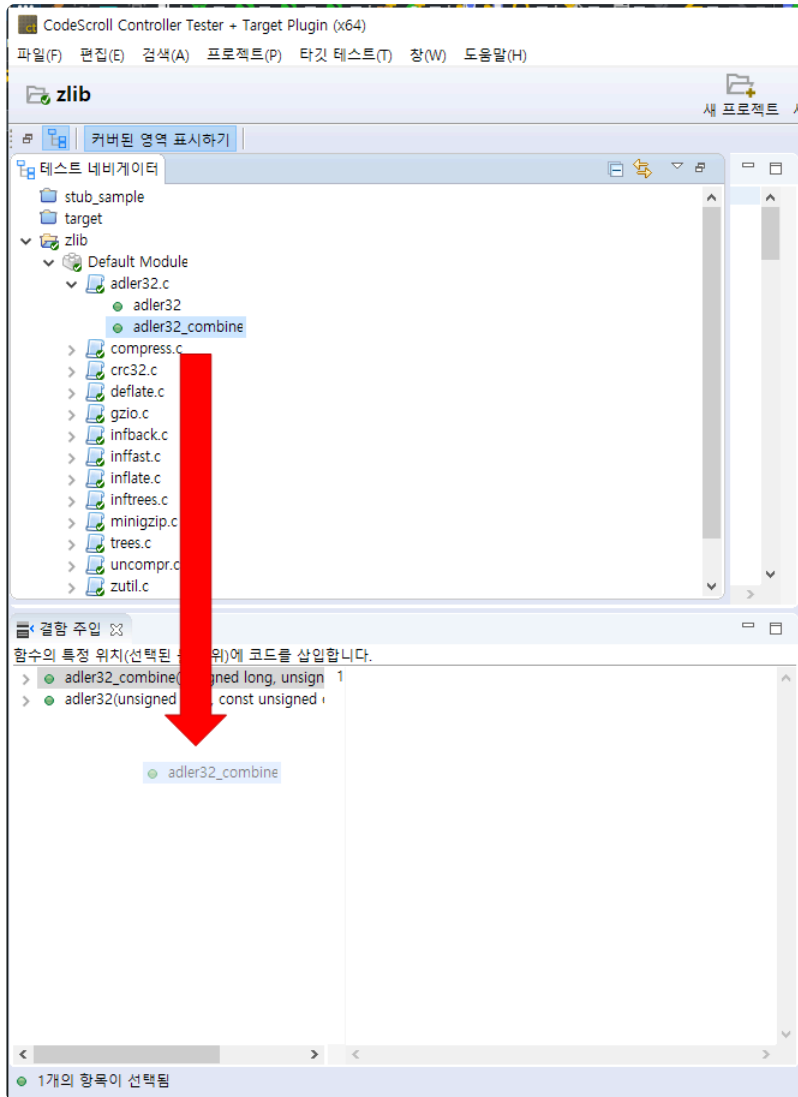 CodeScroll Controller Tester + Target Plugin (x64)
파일(F) 편집(E) 검색(A) 프로젝트(P) 타깃 테스트(T) 창(W) 도움말(H)
zlib
새 프로젝트
커버된 영역 표시하기
테스트 네비게이터
stub_sample
target
zlib
Default Module
adler32.c
adler32
adler32_combine
compress.c
crc32.c
deflate.c
gzio.c
infback.c
inffast.c
inflate.c
inftrees.c
minigzip.c
trees.c
uncompr.c
zutil.c
결함 주입
함수의 특정 위치(선택된 위)에 코드를 삽입합니다.
adler32_combine( gned long, unsign 1
adler32(unsigned , const unsigned
adler32_combine
1개의 항목이 선택됨